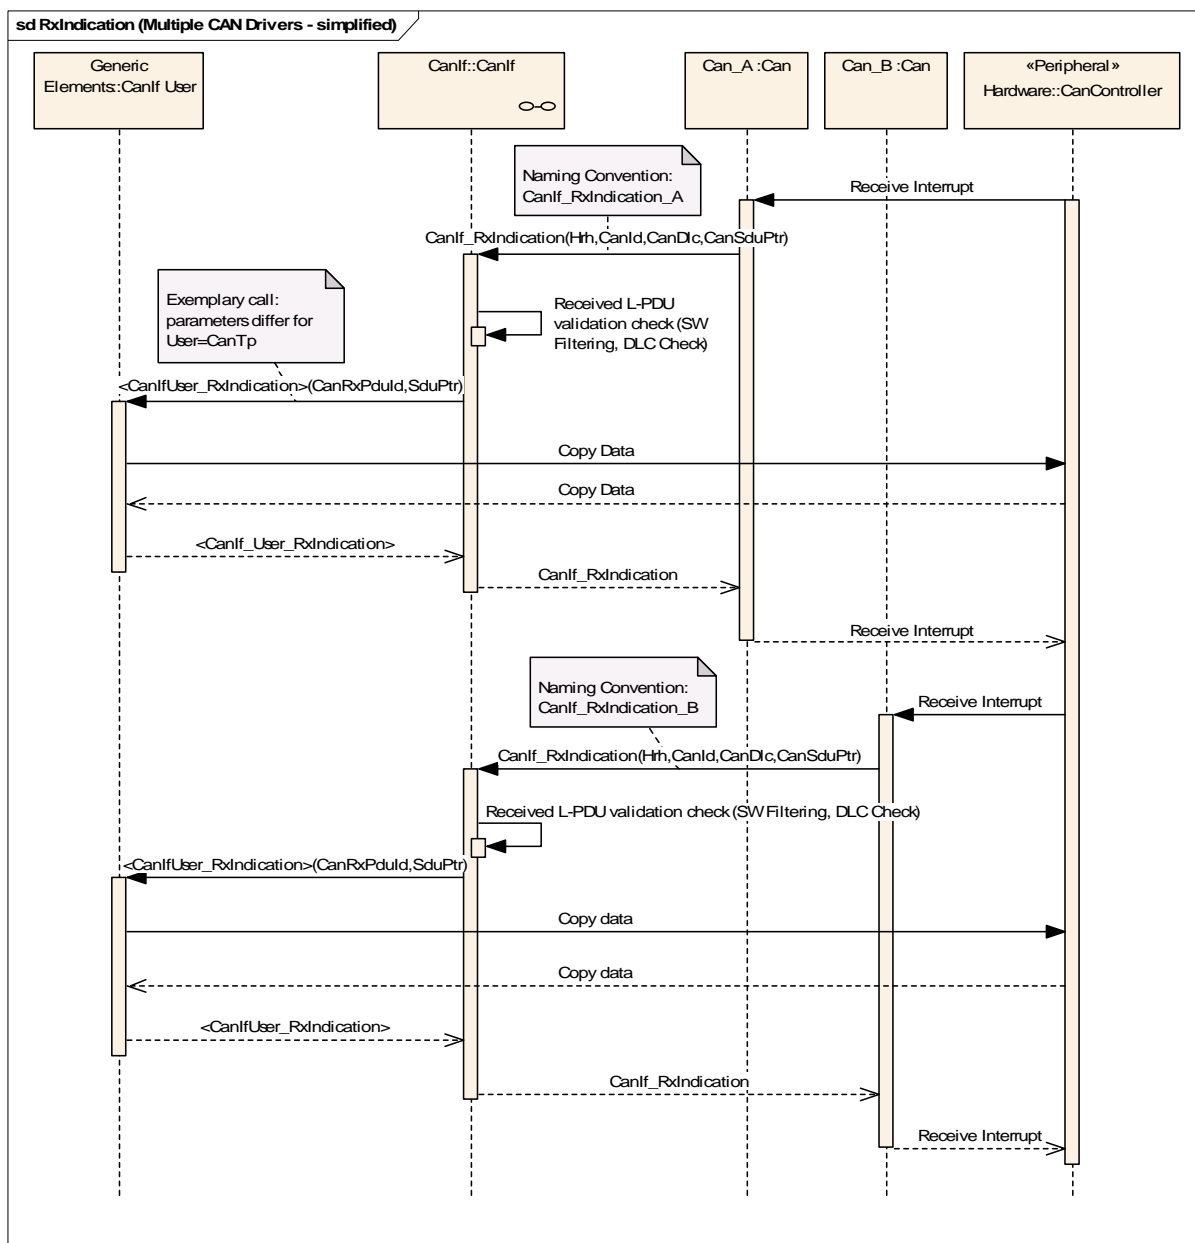 sd RxIndication (Multiple CAN Drivers - simplified)
Generic
Elements::CanIf User
CanIf::CanIf
Can_A :Can
Can_B :Can
«Peripheral»
Hardware::CanController
Naming Convention:
CanIf_RxIndication_A
Receive Interrupt
CanIf_RxIndication(Hrh,CanId,CanDlc,CanSduPtr)
Exemplary call:
parameters differ for
User=CanTp
Received L-PDU
validation check (SW
Filtering, DLC Check)
<CanIfUser_RxIndication>(CanRxPduId,SduPtr)
Copy Data
Copy Data
<CanIf_User_RxIndication>
CanIf_RxIndication
Receive Interrupt
Naming Convention:
CanIf_RxIndication_B
Receive Interrupt
CanIf_RxIndication(Hrh,CanId,CanDlc,CanSduPtr)
Received L-PDU validation check (SW Filtering, DLC Check)
<CanIfUser_RxIndication>(CanRxPduId,SduPtr)
Copy data
Copy data
<CanIfUser_RxIndication>
CanIf_RxIndication
Receive Interrupt